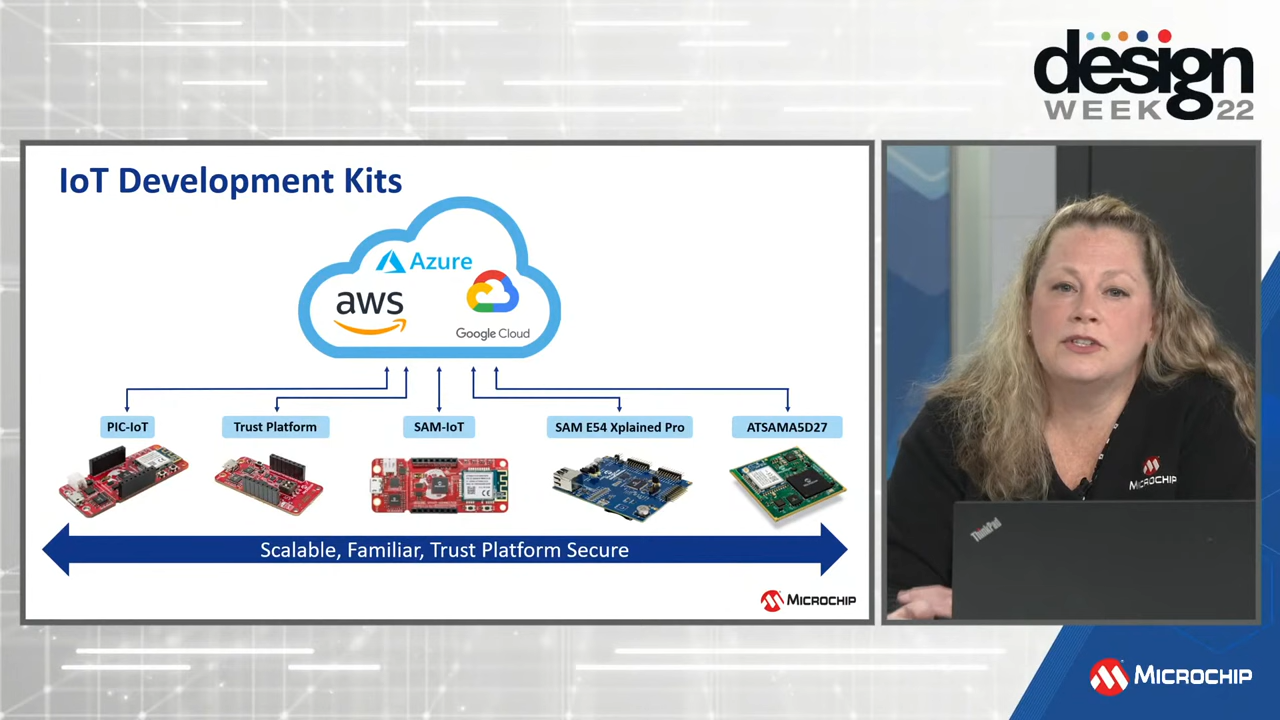 design
WEEK 22
IoT Development Kits
Azure
aws
Google Cloud
PIC-IoT
Trust Platform
SAM-IoT
SAM E54 Xplained Pro
ATSAMA5D27
Scalable, Familiar, Trust Platform Secure
MICROCHIP
MICROCHIP
ThinkPad
MICROCHIP